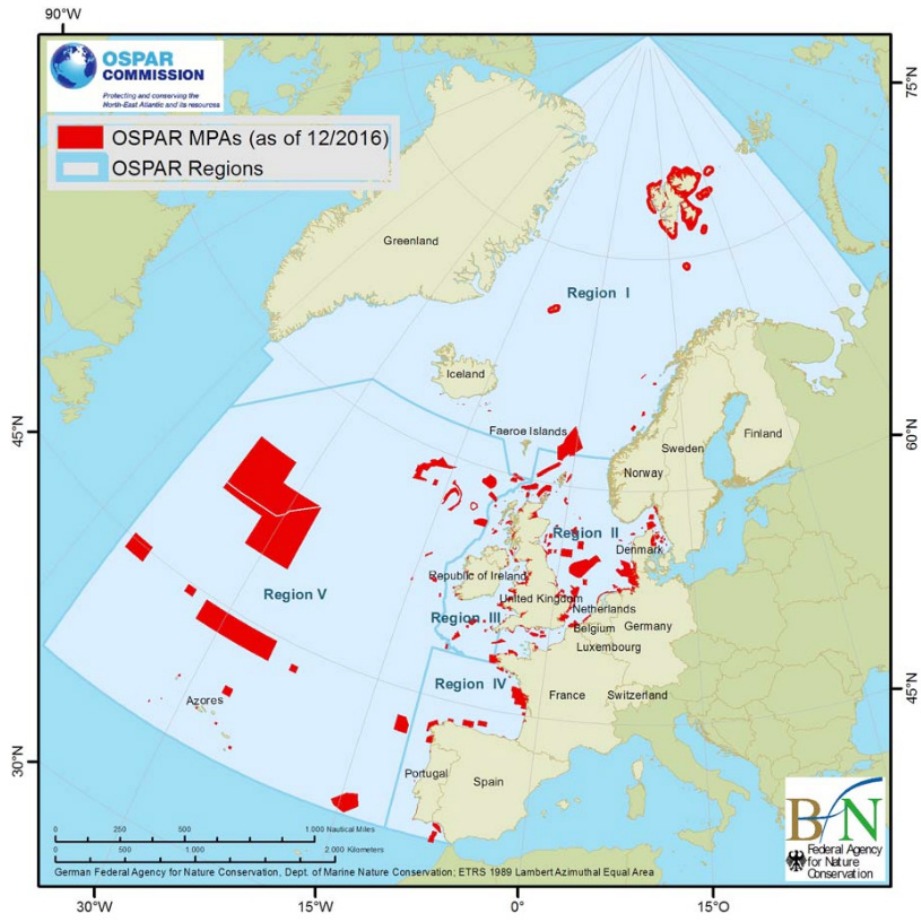 90°W
OSPAR
COMMISSION
Protecting and conserving the
North-East Atlantic and its resources
75°N
OSPAR MPAs (as of 12/2016)
OSPAR Regions
Greenland
Region I
Iceland
45°N
Faeroe Islands
60°N
Finland
Sweden
Norway
Region II
Denmark
Republic of Ireland
Region V
United Kingdom
Netherlands
Region III
Belgium
Germany
Luxembourg
Region IV
45°N
Azores
France
Switzerland
30°N
Portugal
Spain
0 250 500 1.000 Nautical Miles
0 500 1.000 2.000 Kilometers
BfN
Federal Agency
for Nature
Conservation
German Federal Agency for Nature Conservation, Dept. of Marine Nature Conservation; ETRS 1989 Lambert Azimuthal Equal Area
30°W
15°W
0°
15°O